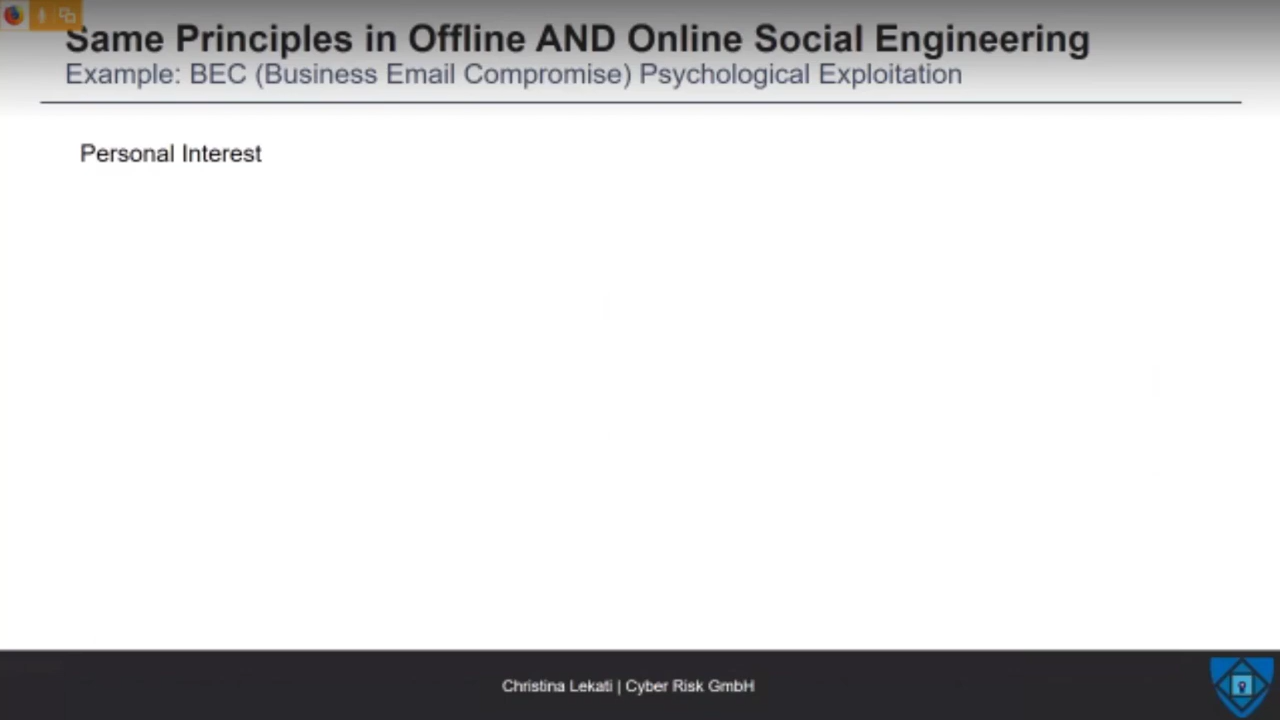 Same Principles in Offline AND Online Social Engineering
Example: BEC (Business Email Compromise) Psychological Exploitation
Personal Interest
Christina Lekati | Cyber Risk GmbH